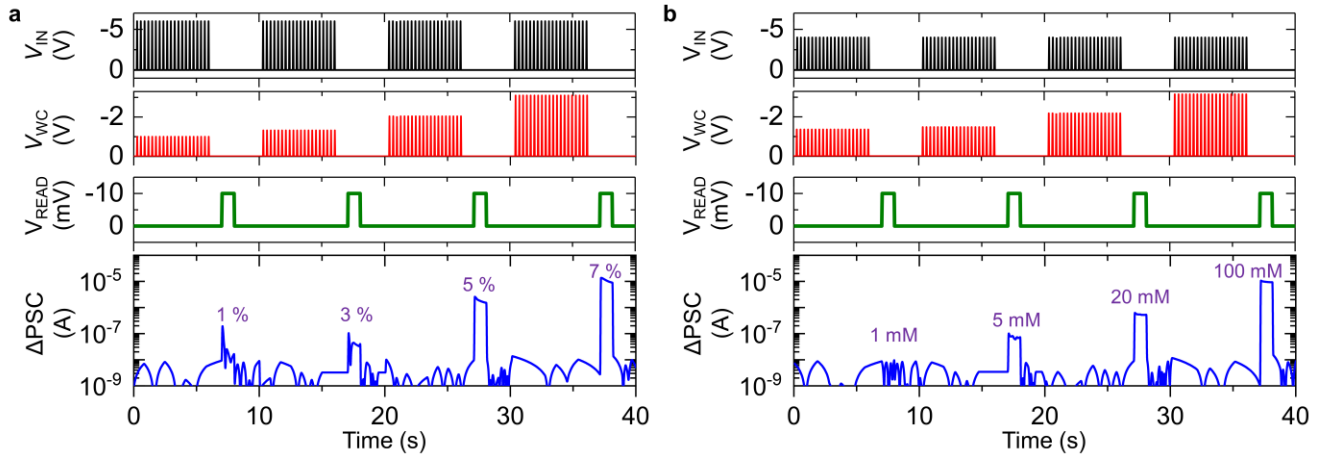 a
V_IN
(V)
-5
0
V_WC
(V)
-2
0
V_READ
(mV)
-10
0
ΔPSC
(A)
10^-5
10^-7
10^-9
1 %
3 %
5 %
7 %
0 10 20 30 40
Time (s)
b
V_IN
(V)
-5
0
V_WC
(V)
-2
0
V_READ
(mV)
-10
0
ΔPSC
(A)
10^-5
10^-7
10^-9
1 mM
5 mM
20 mM
100 mM
0 10 20 30 40
Time (s)